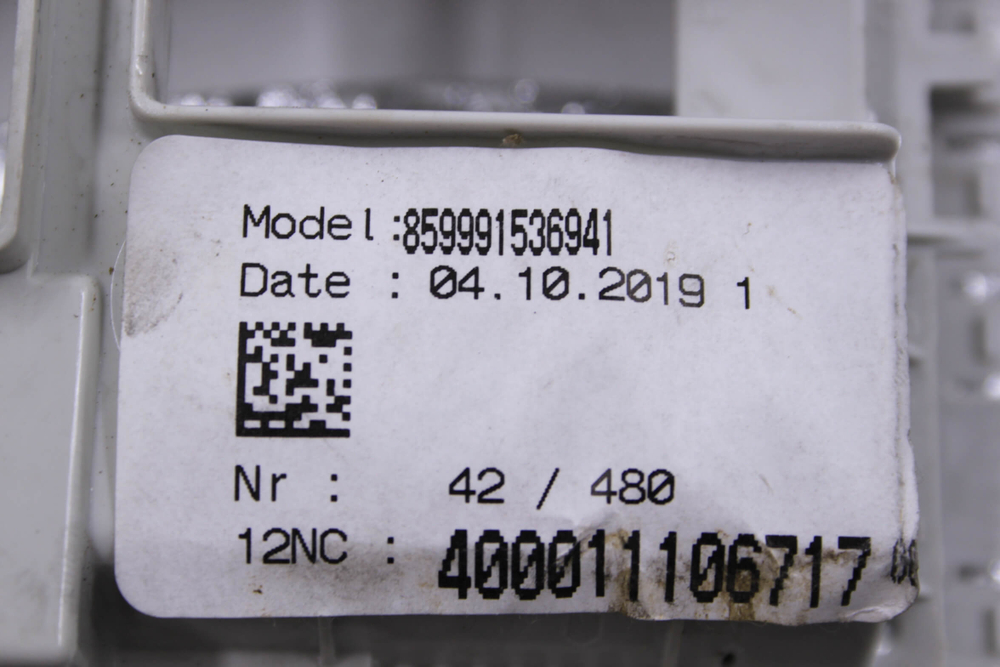 Model :859991536941
Date : 04.10.2019 1
Nr : 42 / 480
12NC : 400011106717